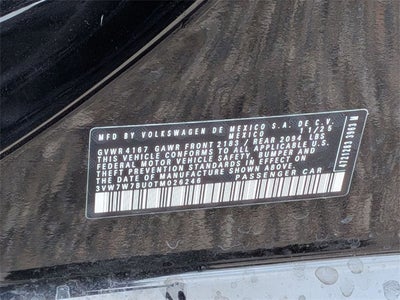 MFD BY VOLKSWAGEN DE MEXICO S.A. DE C.V.
MEXICO 11/25
GVWR 4167 GAWR FRONT 2183 / REAR 2094 LBS
THIS VEHICLE CONFORMS TO ALL APPLICABLE U.S.
FEDERAL MOTOR VEHICLE SAFETY, BUMPER, AND
THEFT PREVENTION STANDARDS IN EFFECT ON
THE DATE OF MANUFACTURE SHOWN ABOVE.
3VW7W7BU0TM026246 PASSENGER CAR